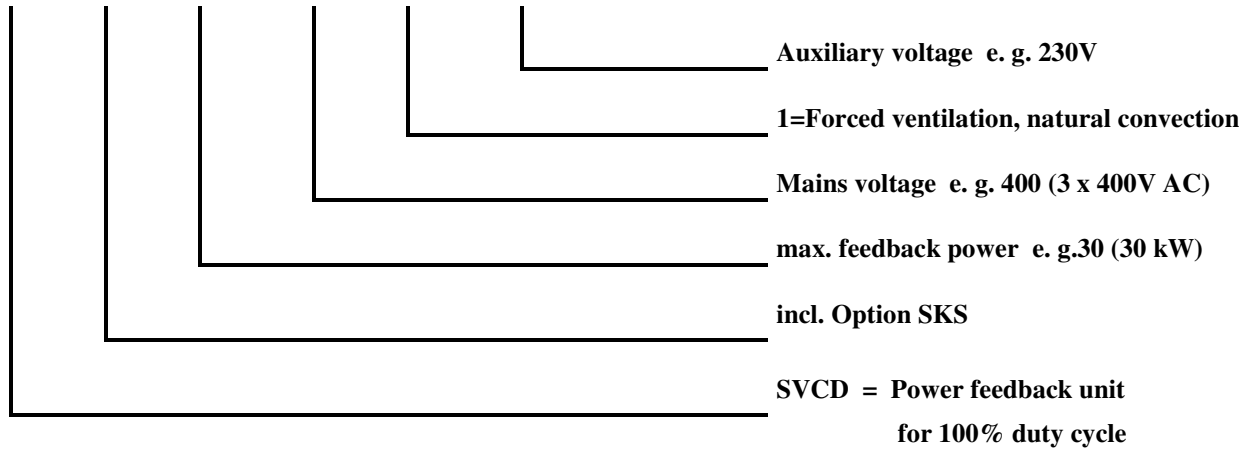 Auxiliary voltage e. g. 230V
1=Forced ventilation, natural convection
Mains voltage e. g. 400 (3 x 400V AC)
max. feedback power e. g.30 (30 kW)
incl. Option SKS
SVCD = Power feedback unit
for 100% duty cycle